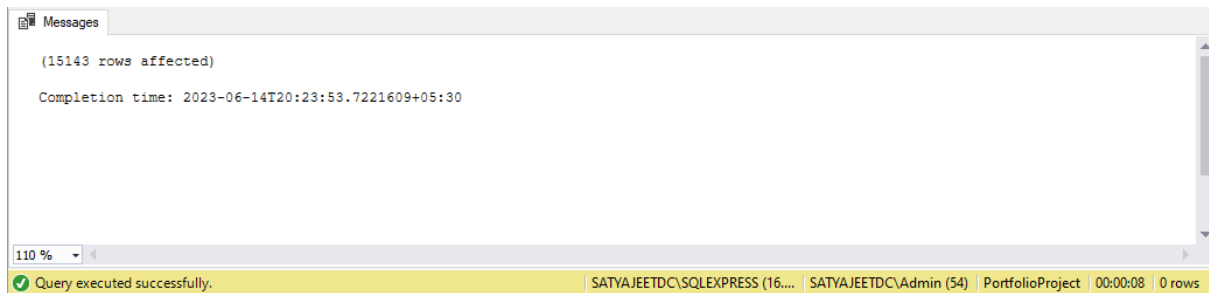 Messages
(15143 rows affected)
Completion time: 2023-06-14T20:23:53.7221609+05:30
110 %
Query executed successfully. SATYAJEETDC\SQLEXPRESS (16.... SATYAJEETDC\Admin (54) PortfolioProject 00:00:08 0 rows